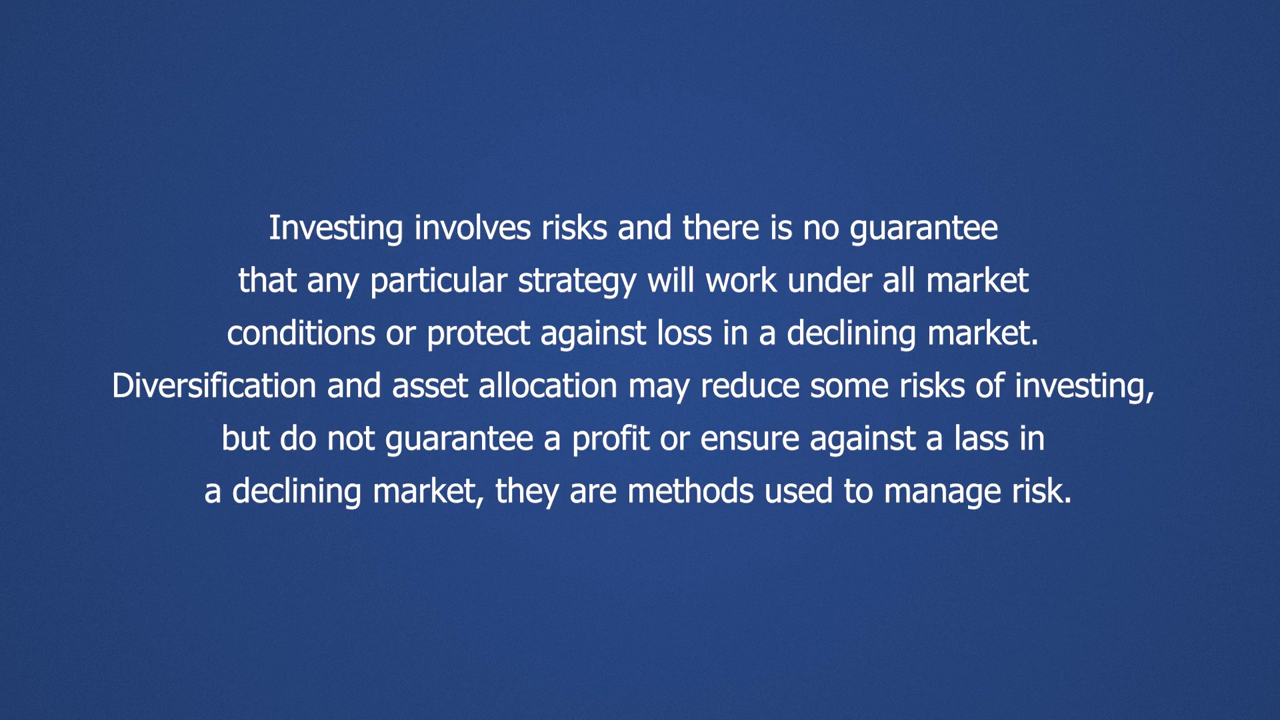 Investing involves risks and there is no guarantee
that any particular strategy will work under all market
conditions or protect against loss in a declining market.
Diversification and asset allocation may reduce some risks of investing,
but do not guarantee a profit or ensure against a lass in
a declining market, they are methods used to manage risk.